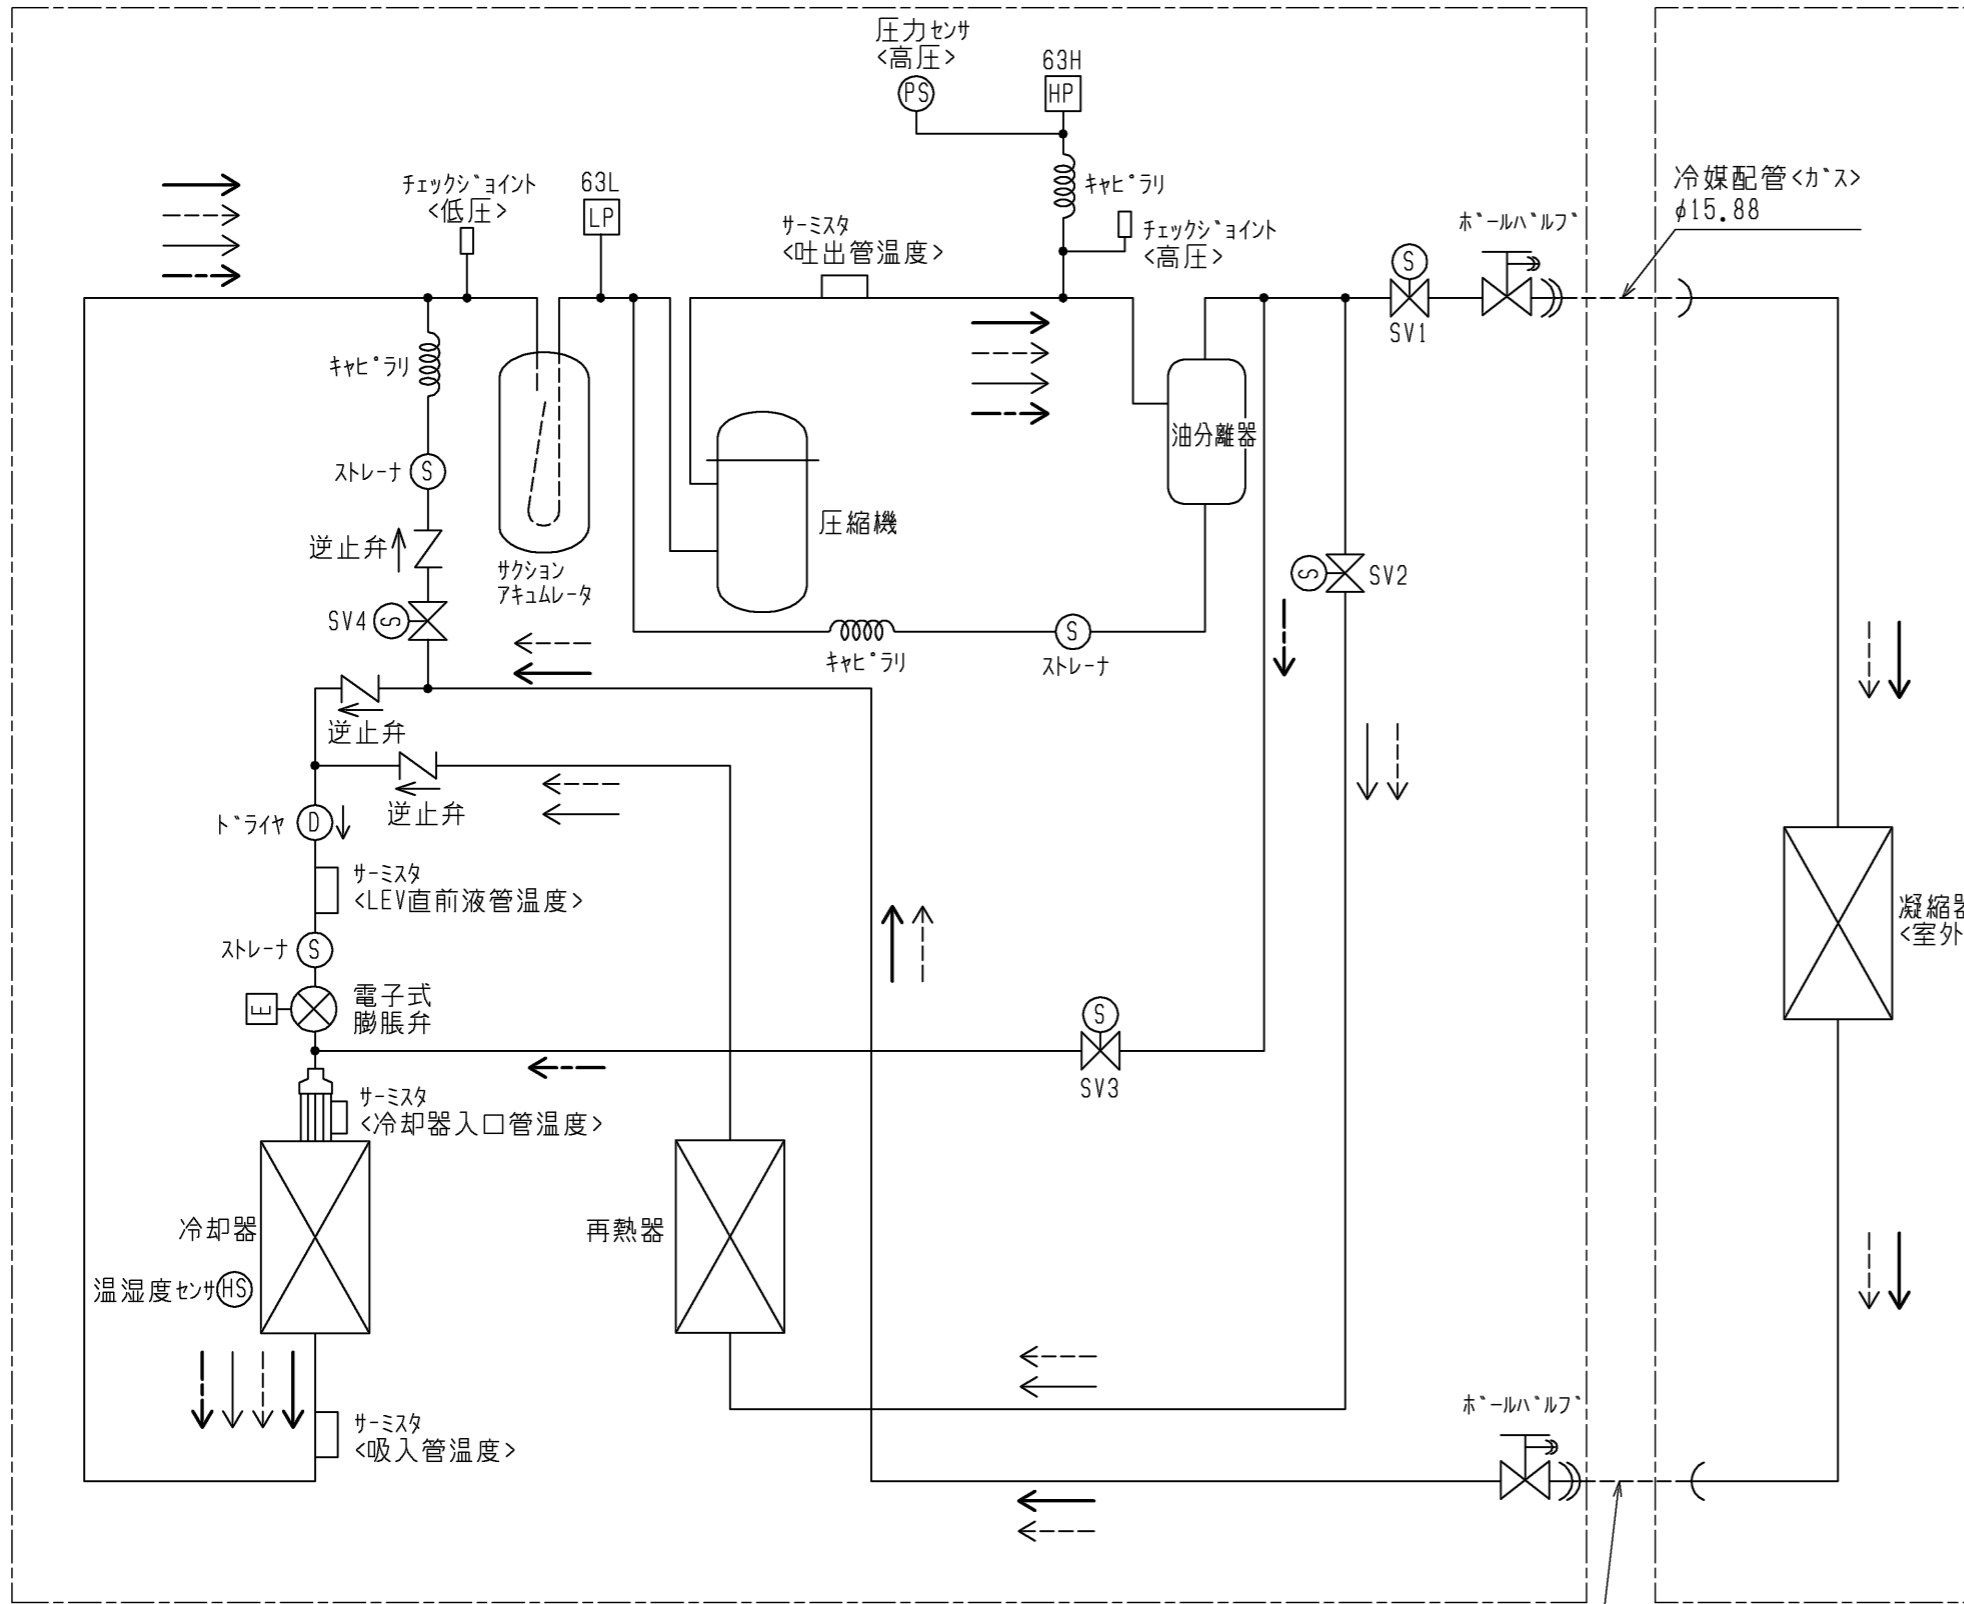 圧力センサ
<高圧>
PS
63H
HP
キャピラリ
チェックジョイント
<高圧>
チェックジョイント
<低圧>
63L
LP
サーミスタ
<吐出管温度>
冷媒配管<ガス>
φ15.88
ボールバルブ
S
SV1
キャピラリ
油分離器
ストレーナ S
圧縮機
逆止弁
サクション
アキュムレータ
S SV2
SV4 S
キャピラリ
S
ストレーナ
逆止弁
逆止弁
ドライヤ D
サーミスタ
<LEV直前液管温度>
ストレーナ S
凝縮器
<室外
E
電子式
膨脹弁
S
SV3
サーミスタ
<冷却器入口管温度>
冷却器
再熱器
温湿度センサ HS
サーミスタ
<吸入管温度>
ボールバルブ